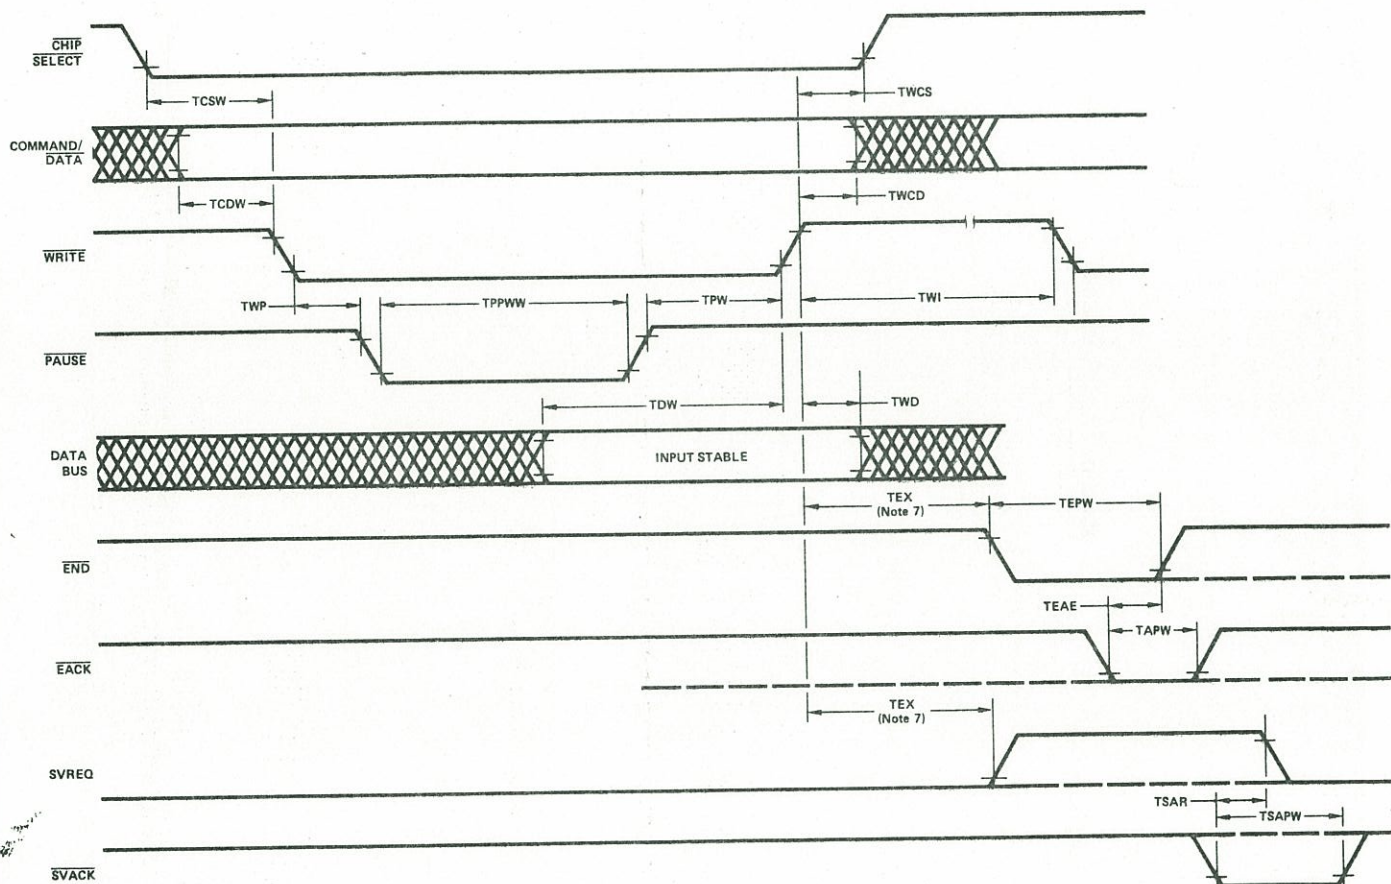 CHIP
SELECT
TCSW
TWCS
COMMAND/
DATA
TCDW
TWCD
WRITE
TWP
TPPWW
TPW
TWI
PAUSE
TDW
TWD
DATA
BUS
INPUT STABLE
TEX
(Note 7)
TEPW
END
TEAE
TAPW
EACK
TEX
(Note 7)
SVREQ
TSAR
TSAPW
SVACK